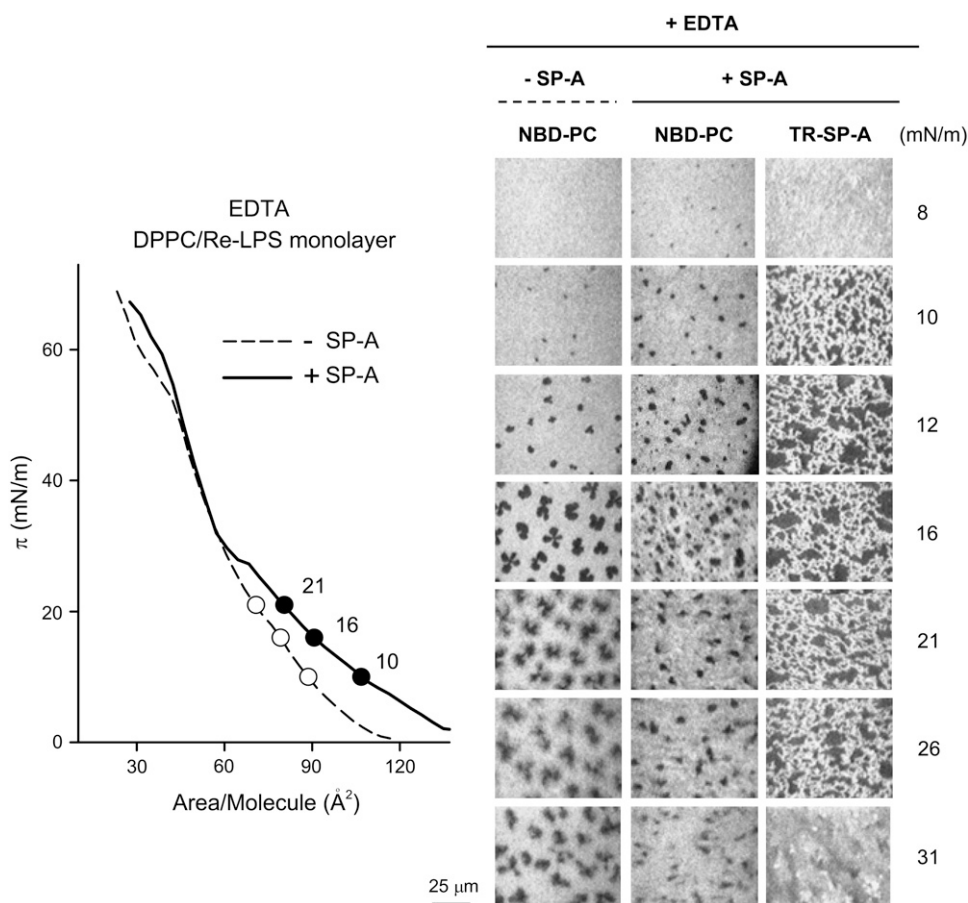 + EDTA
- SP-A + SP-A
NBD-PC NBD-PC TR-SP-A (mN/m)
EDTA
DPPC/Re-LPS monolayer
- SP-A
+ SP-A
π (mN/m)
60
40
20
0
21
16
10
30 60 90 120
Area/Molecule (Å²)
8
10
12
16
21
26
31
25 μm